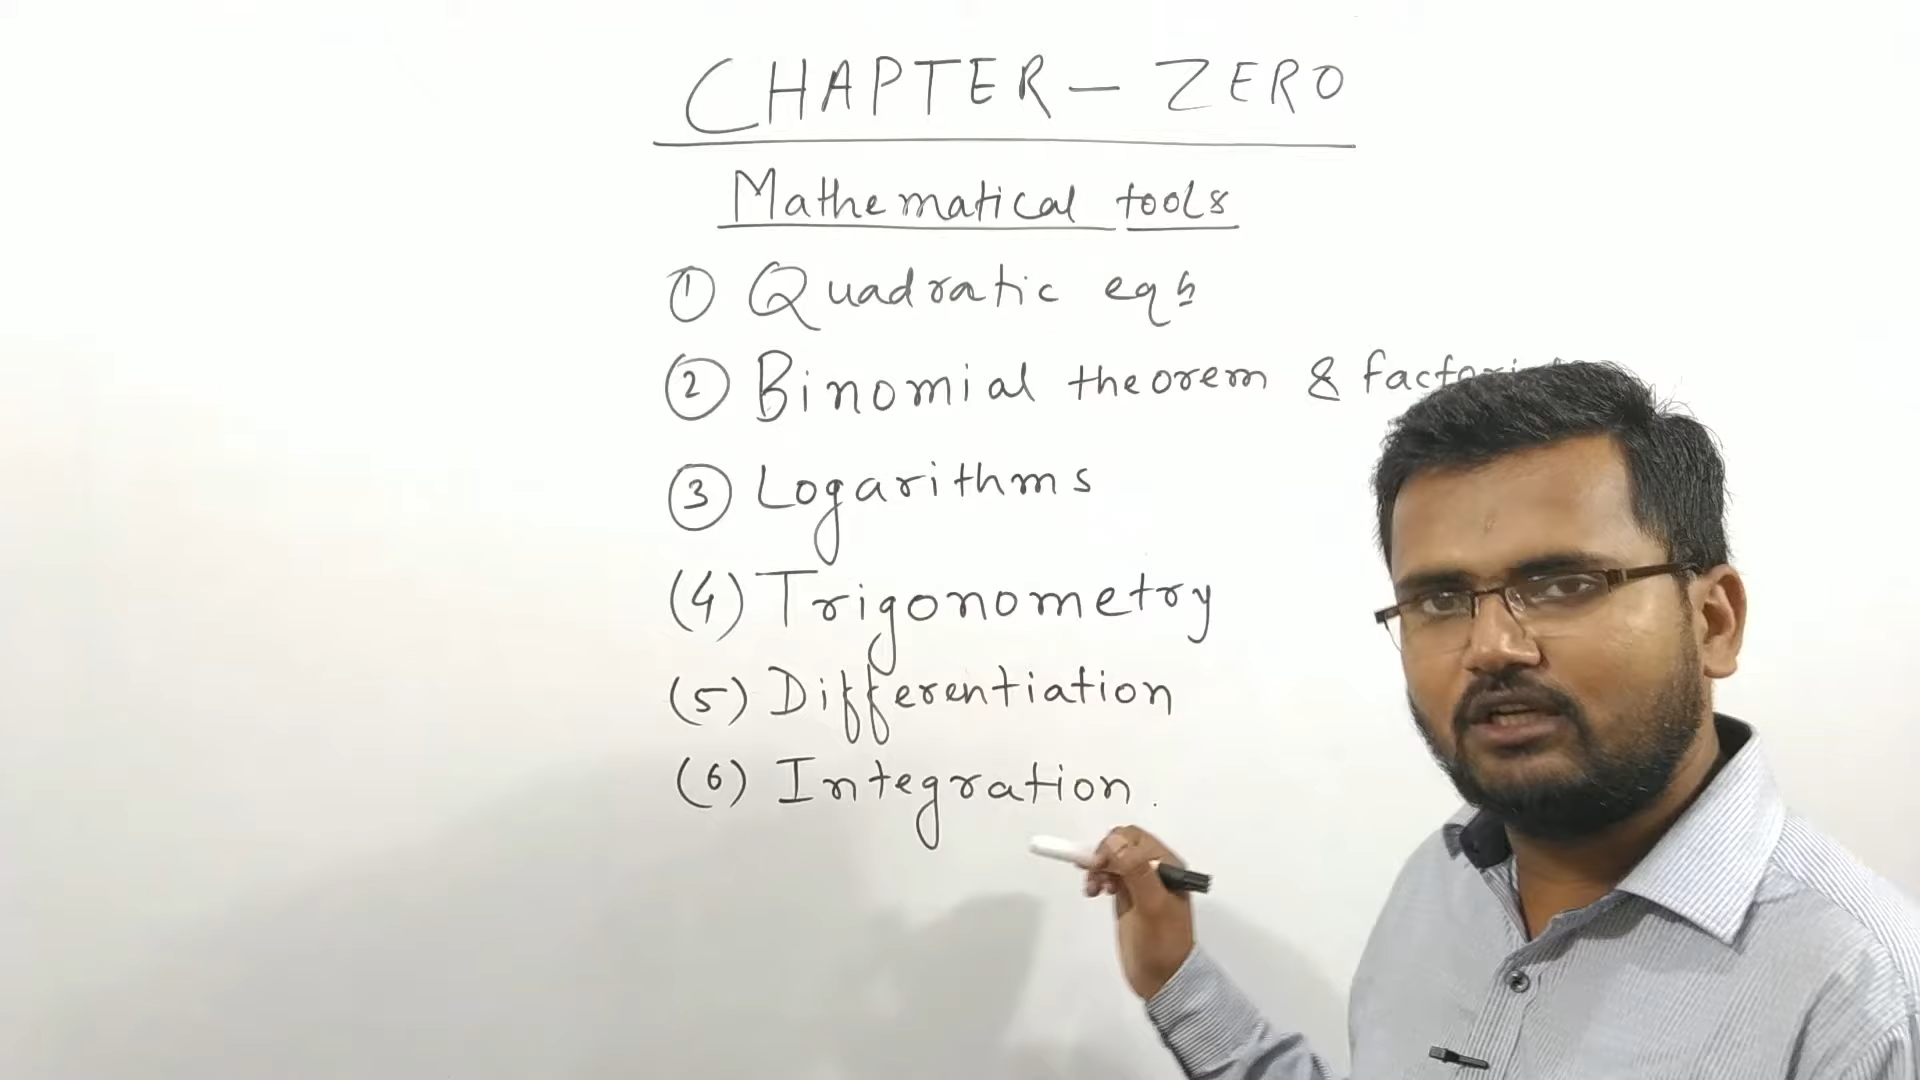 CHAPTER - ZERO
Mathematical tools
① Quadratic eqn
② Binomial theorem &
③ Logarithms
(4) Trigonometry
(5) Differentiation
(6) Integration.